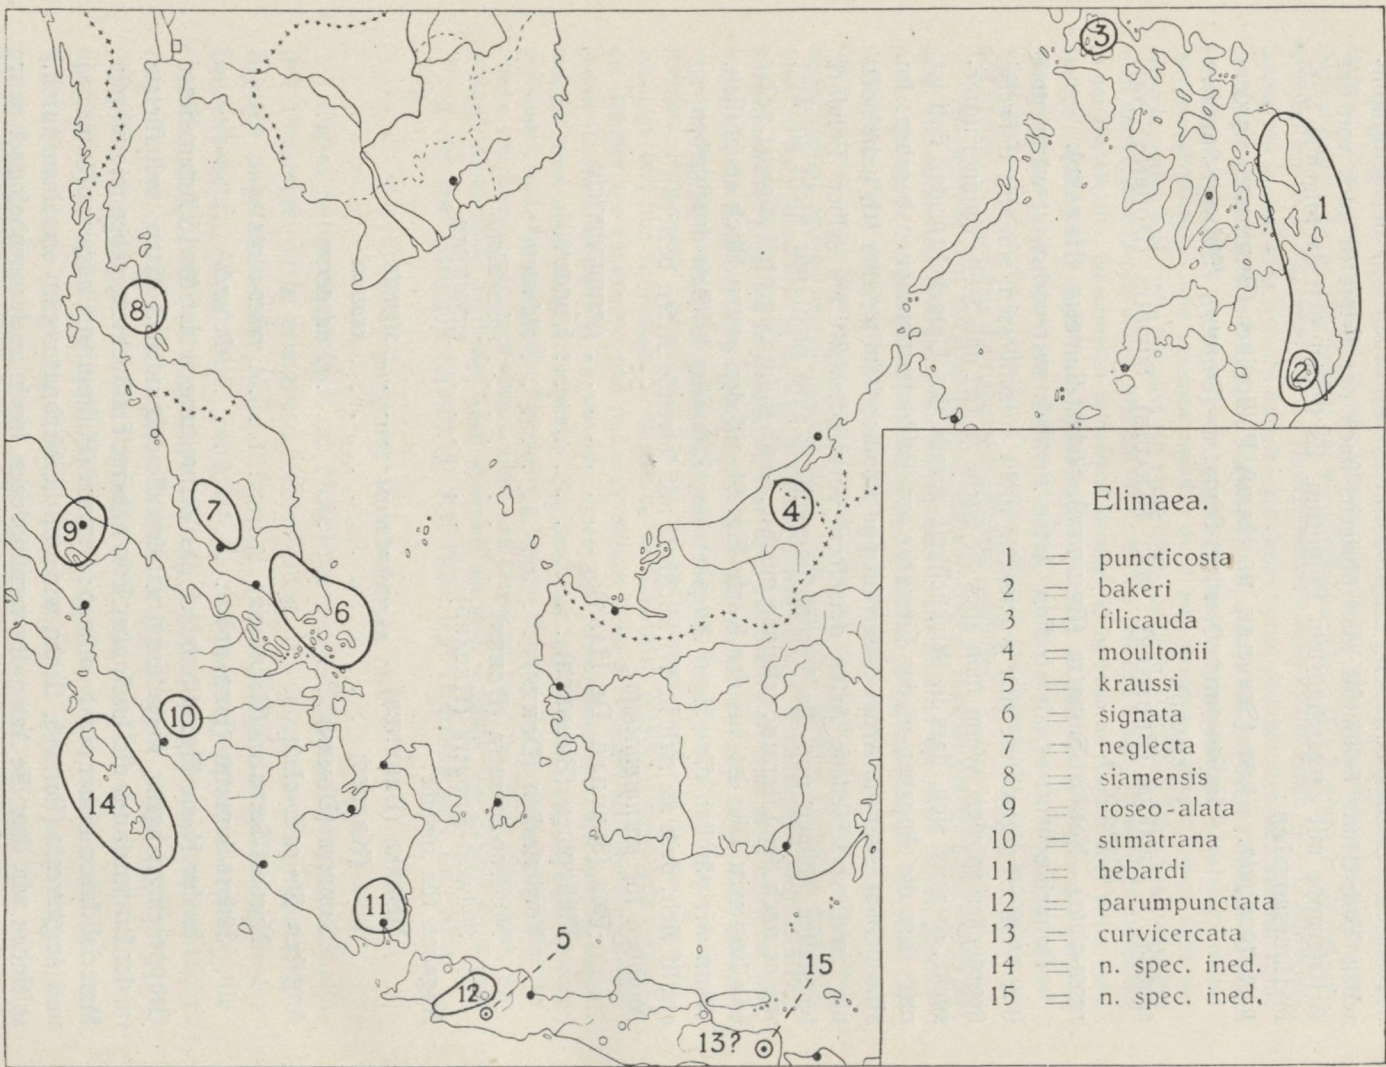 3
1
8
2
7
4
9
6
10
14
11
5
12
15
13?
Elimaea.
1 = puncticosta
2 = bakeri
3 = filicauda
4 = moultonii
5 = kraussi
6 = signata
7 = neglecta
8 = siamensis
9 = roseo-alata
10 = sumatrana
11 = hebardi
12 = parumpunctata
13 = curvicercata
14 = n. spec. ined.
15 = n. spec. ined.